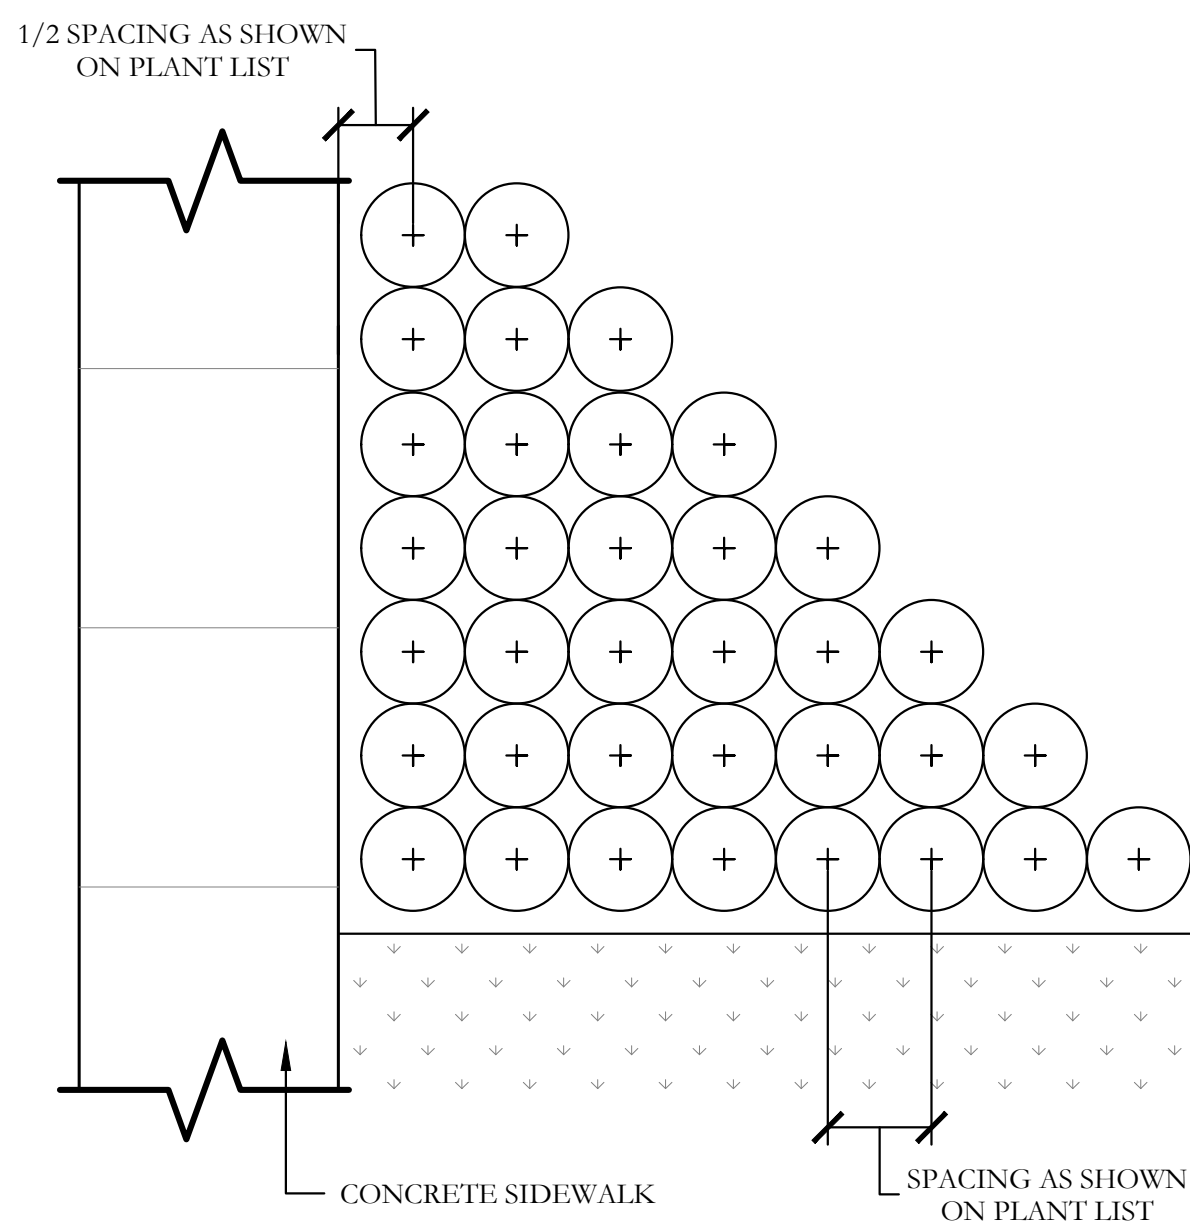 1/2 SPACING AS SHOWN
ON PLANT LIST
CONCRETE SIDEWALK
SPACING AS SHOWN
ON PLANT LIST